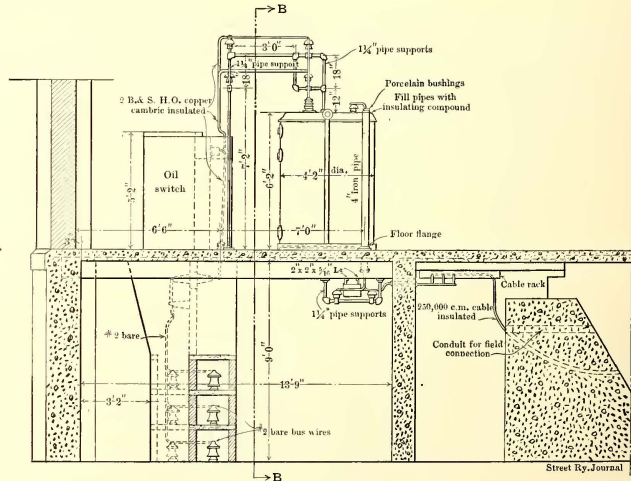 B
3'0"
1¼" pipe supports
1¼" pipe support
18"
18"
12"
2 B.& S. H.O. copper
cambric insulated
Porcelain bushings
Fill pipes with
insulating compound
Oil
switch
5'2"
7'2"
6'2"
4'2" dia.
4" iron pipe
6'6"
7'0"
Floor flange
3"
2"x 2"x 5/16" L
1¼" pipe supports
Cable rack
250,000 c.m. cable
insulated
Conduit for field
connection
#2 bare
9'0"
13'9"
3'2"
#2 bare bus wires
B
Street Ry.Journal